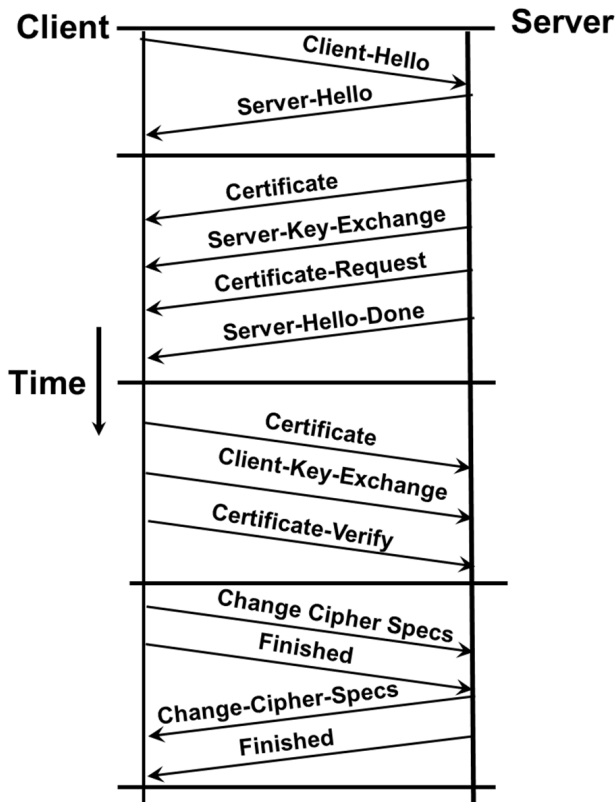 Client
Server
Client-Hello
Server-Hello
Certificate
Server-Key-Exchange
Certificate-Request
Server-Hello-Done
Time
Certificate
Client-Key-Exchange
Certificate-Verify
Change Cipher Specs
Finished
Change-Cipher-Specs
Finished